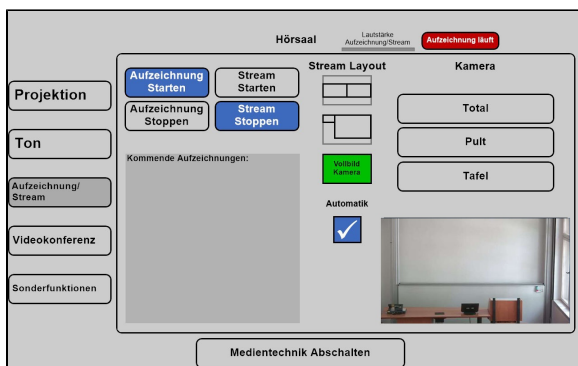 Hörsaal
Lautstärke
Aufzeichnung/Stream
Aufzeichnung läuft
Projektion
Ton
Aufzeichnung/
Stream
Videokonferenz
Sonderfunktionen
Aufzeichnung
Starten
Stream
Starten
Aufzeichnung
Stoppen
Stream
Stoppen
Kommende Aufzeichnungen:
Stream Layout
Vollbild
Kamera
Automatik
Kamera
Total
Pult
Tafel
Medientechnik Abschalten